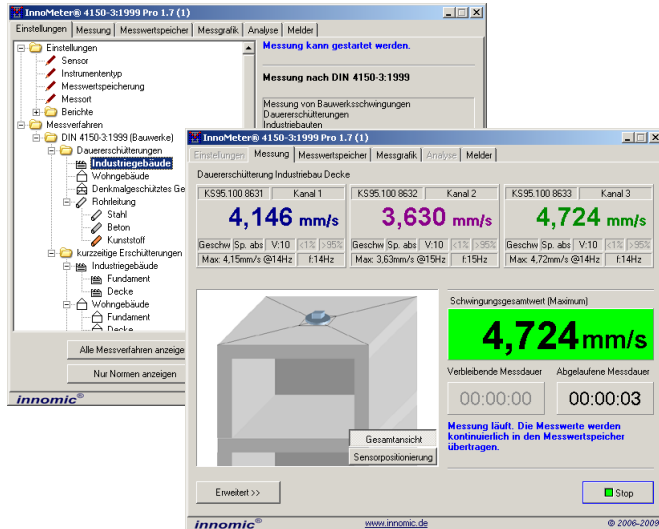 InnoMeter® 4150-3:1999 Pro 1.7 (1)
Einstellungen Messung Messwertspeicher Messgrafik Analyse Melder
Einstellungen
Sensor
Instrumententyp
Messwertspeicherung
Messort
Berichte
Messverfahren
DIN 4150-3:1999 (Bauwerke)
Dauererschütterungen
Industriegebäude
Wohngebäude
Denkmalgeschütztes Ge
Rohrleitung
Stahl
Beton
Kunststoff
kurzzeitige Erschütterungen
Industriegebäude
Fundament
Decke
Wohngebäude
Fundament
Decke
Messung kann gestartet werden.
Messung nach DIN 4150-3:1999
Messung von Bauwerksschwingungen
Dauererschütterungen
Industriebauten
Alle Messverfahren anzeige
Nur Normen anzeigen
innomic®
InnoMeter® 4150-3:1999 Pro 1.7 (1)
Einstellungen Messung Messwertspeicher Messgrafik Analyse Melder
Dauererschütterung Industriebau Decke
KS95.100 8631 Kanal 1
4,146 mm/s
Geschw Sp. abs V:10 <1% >95%
Max: 4,15mm/s @14Hz f:14Hz
KS95.100 8632 Kanal 2
3,630 mm/s
Geschw Sp. abs V:10 <1% >95%
Max: 3,63mm/s @15Hz f:15Hz
KS95.100 8633 Kanal 3
4,724 mm/s
Geschw Sp. abs V:10 <1% >95%
Max: 4,72mm/s @14Hz f:14Hz
Gesamtansicht
Sensorpositionierung
Schwingungsgesamtwert (Maximum)
4,724 mm/s
Verbleibende Messdauer Abgelaufene Messdauer
00:00:00 00:00:03
Messung läuft. Die Messwerte werden
kontinuierlich in den Messwertspeicher
übertragen.
Erweitert >> Stop
innomic® www.innomic.de © 2006-2009